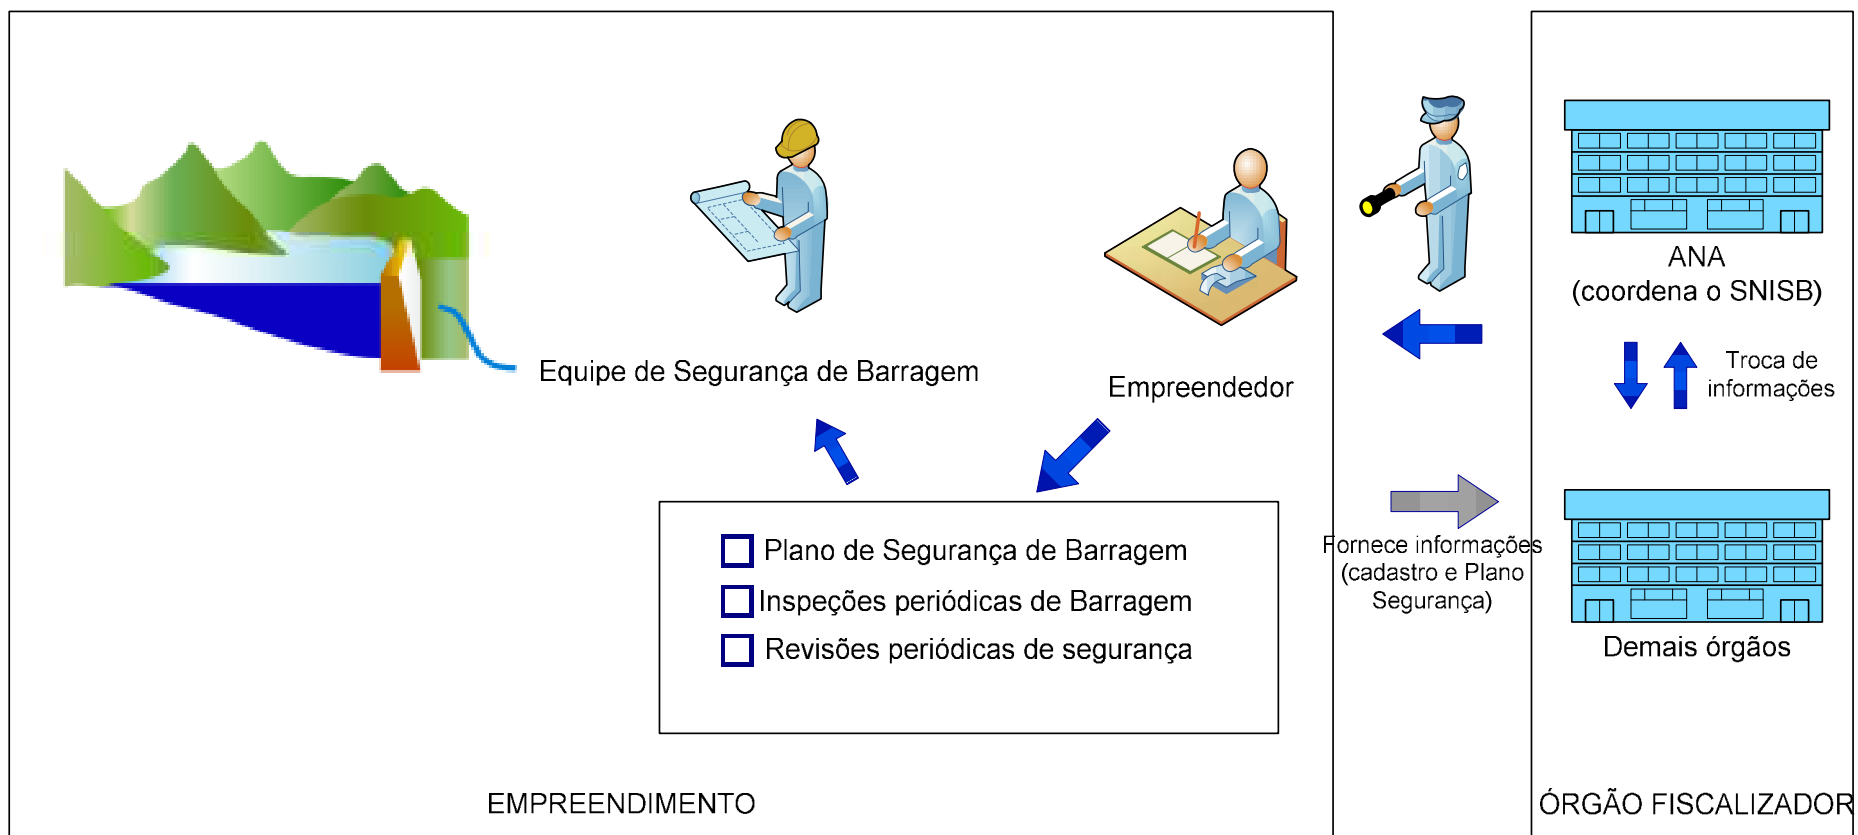 Equipe de Segurança de Barragem
Empreendedor
Plano de Segurança de Barragem
Inspeções periódicas de Barragem
Revisões periódicas de segurança
EMPREENDIMENTO
Fornece informações
(cadastro e Plano
Segurança)
ANA
(coordena o SNISB)
Troca de
informações
Demais órgãos
ÓRGÃO FISCALIZADOR